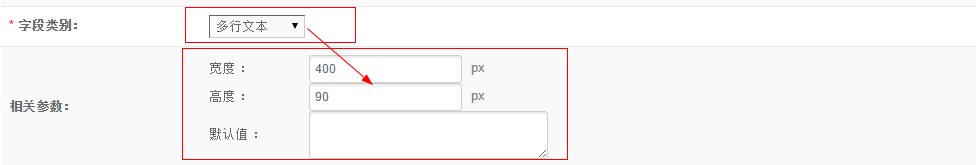 * 字段类别： 多行文本
宽度： 400 px
相关参数： 高度： 90 px
默认值：